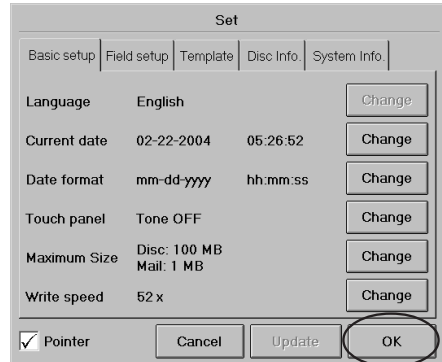 Set
Basic setup Field setup Template Disc Info. System Info.
Language English Change
Current date 02-22-2004 05:26:52 Change
Date format mm-dd-yyyy hh:mm:ss Change
Touch panel Tone OFF Change
Maximum Size Disc: 100 MB
Mail: 1 MB Change
Write speed 52 x Change
Pointer Cancel Update OK